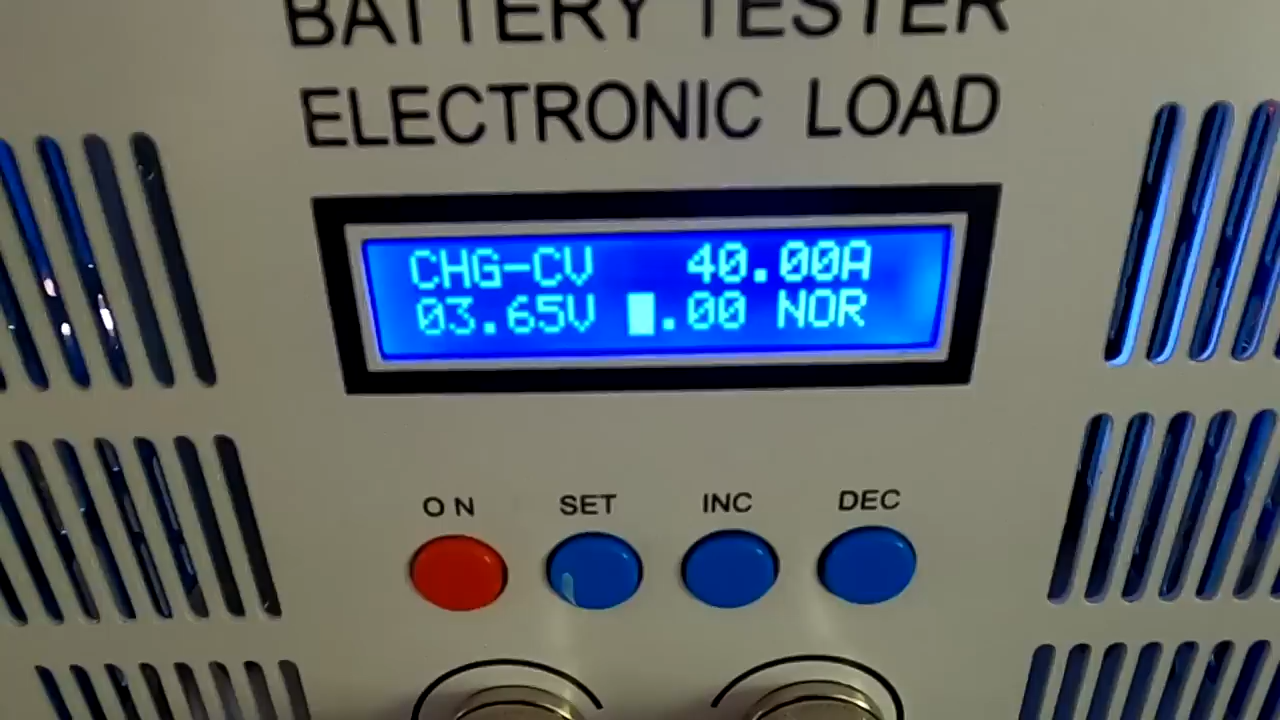 BATTERY TESTER
ELECTRONIC LOAD
CHG-CV 40.00A
03.65V .00 NOR
ON SET INC DEC